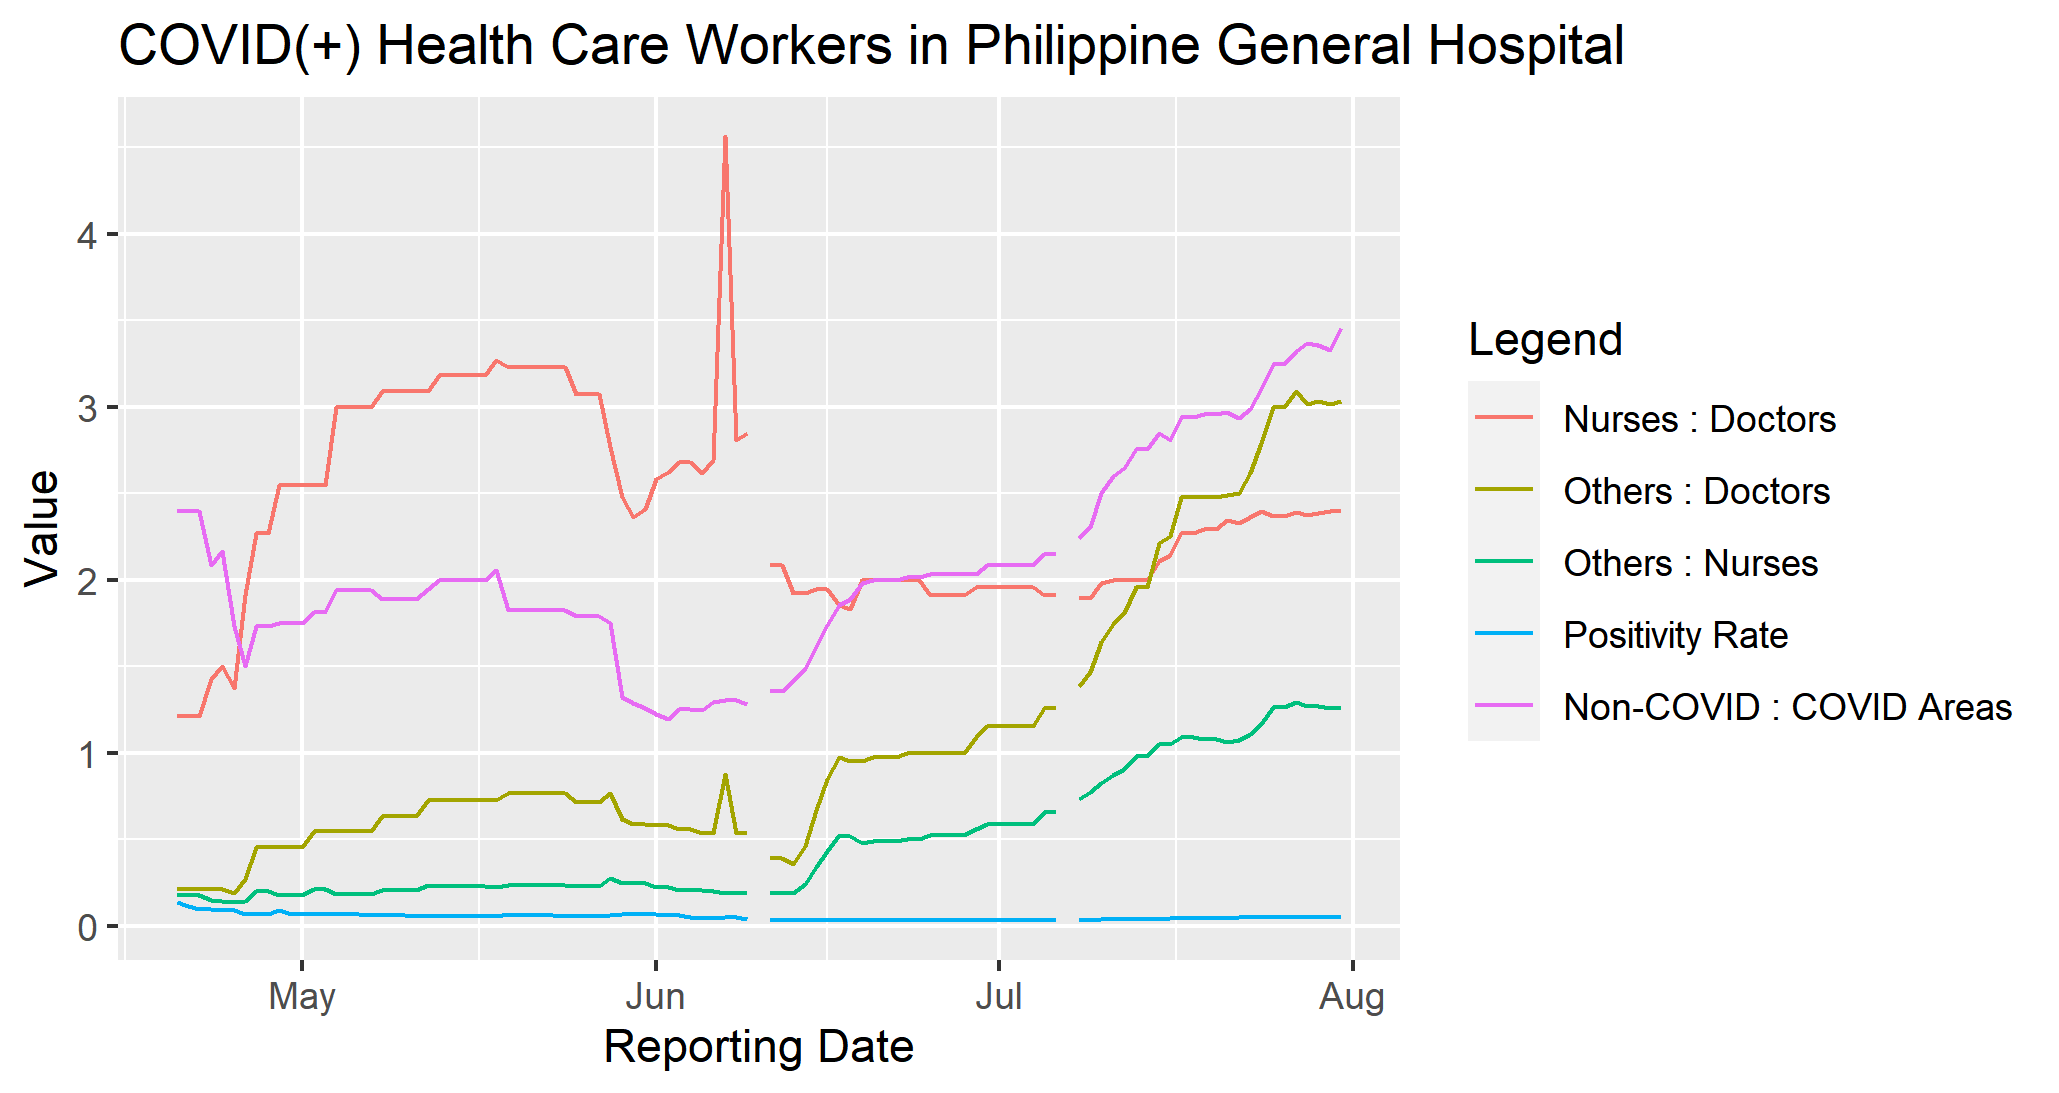 COVID(+) Health Care Workers in Philippine General Hospital
Value
4
3
2
1
0
May Jun Jul Aug
Reporting Date
Legend
Nurses : Doctors
Others : Doctors
Others : Nurses
Positivity Rate
Non-COVID : COVID Areas